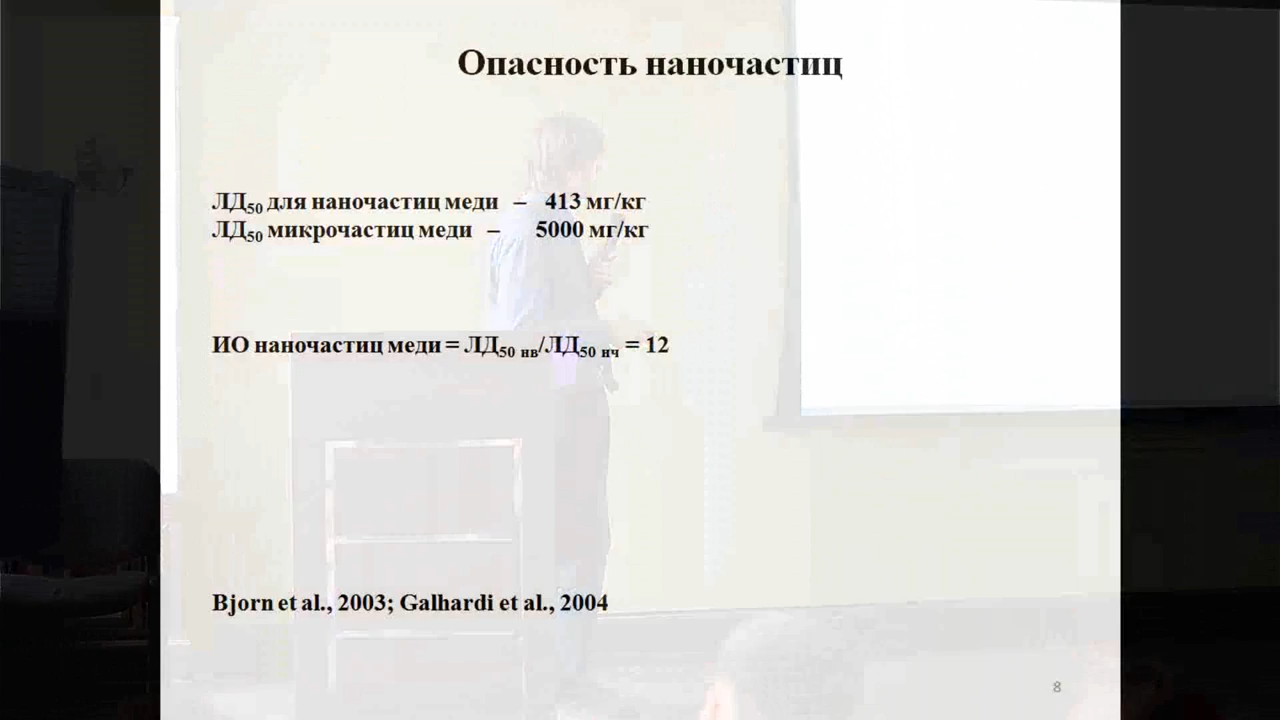 Опасность наночастиц
ЛД50 для наночастиц меди – 413 мг/кг
ЛД50 микрочастиц меди – 5000 мг/кг
ИО наночастиц меди = ЛД50 нв/ЛД50 нч = 12
Bjorn et al., 2003; Galhardi et al., 2004
8